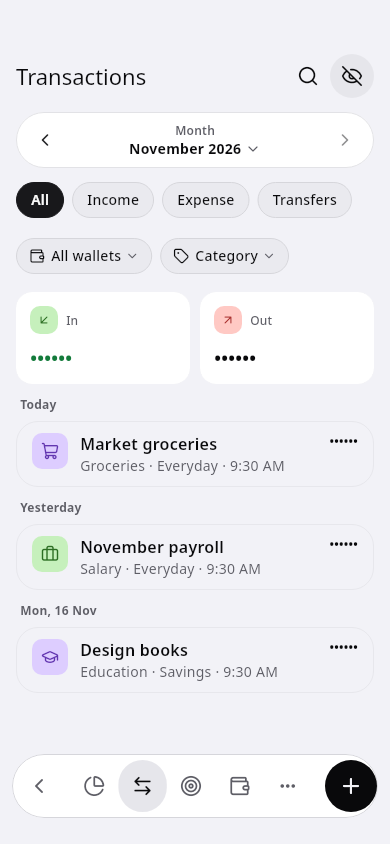 Transactions
Month
November 2026
All
Income
Expense
Transfers
All wallets
Category
In
••••••
Out
••••••
Today
Market groceries
••••••
Groceries · Everyday · 9:30 AM
Yesterday
November payroll
••••••
Salary · Everyday · 9:30 AM
Mon, 16 Nov
Design books
••••••
Education · Savings · 9:30 AM